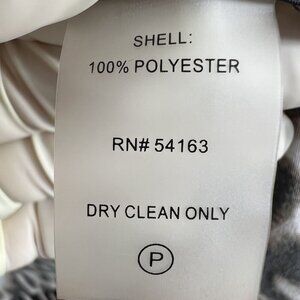 SHELL:
100% POLYESTER
RN# 54163
DRY CLEAN ONLY
P